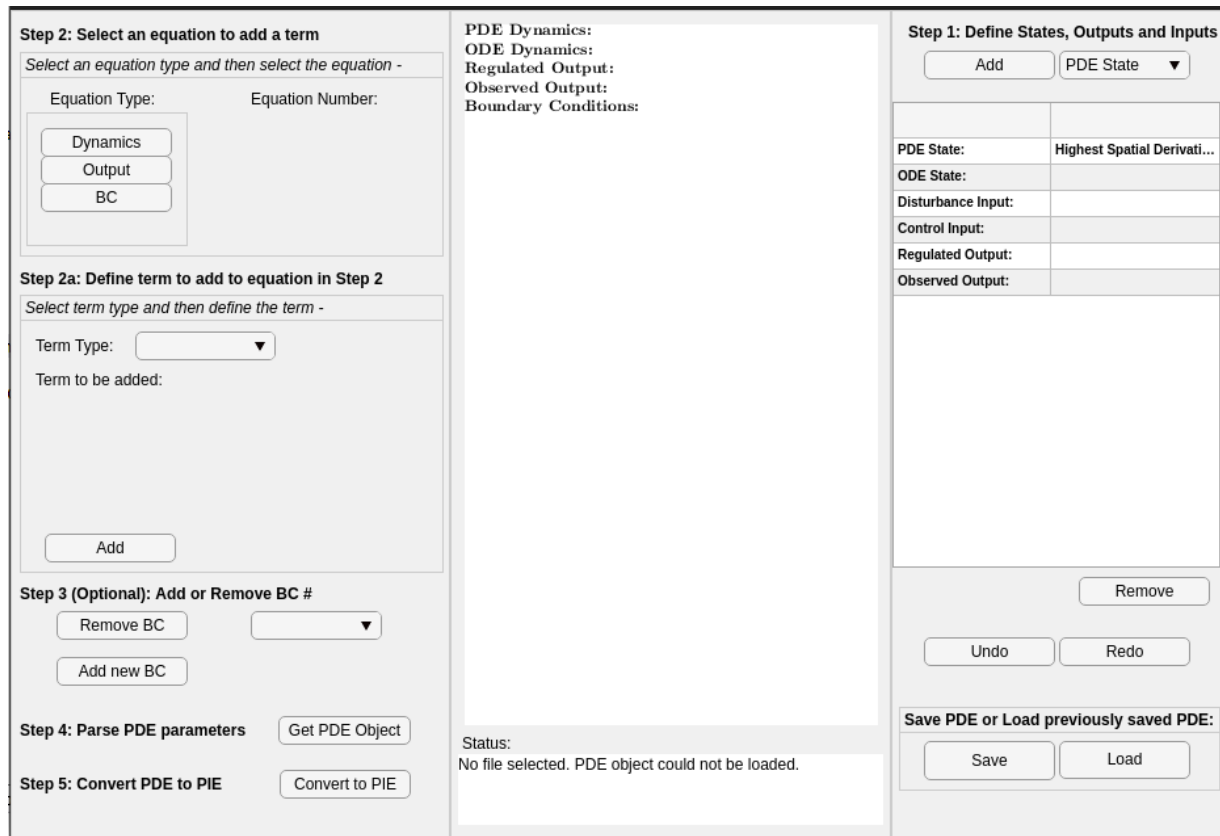 Step 2: Select an equation to add a term
Select an equation type and then select the equation -
Equation Type:
Equation Number:
Dynamics
Output
BC
Step 2a: Define term to add to equation in Step 2
Select term type and then define the term -
Term Type:
Term to be added:
Add
Step 3 (Optional): Add or Remove BC #
Remove BC
Add new BC
Step 4: Parse PDE parameters
Get PDE Object
Step 5: Convert PDE to PIE
Convert to PIE
PDE Dynamics:
ODE Dynamics:
Regulated Output:
Observed Output:
Boundary Conditions:
Status:
No file selected. PDE object could not be loaded.
Step 1: Define States, Outputs and Inputs
Add
PDE State
PDE State:
Highest Spatial Derivati...
ODE State:
Disturbance Input:
Control Input:
Regulated Output:
Observed Output:
Remove
Undo
Redo
Save PDE or Load previously saved PDE:
Save
Load